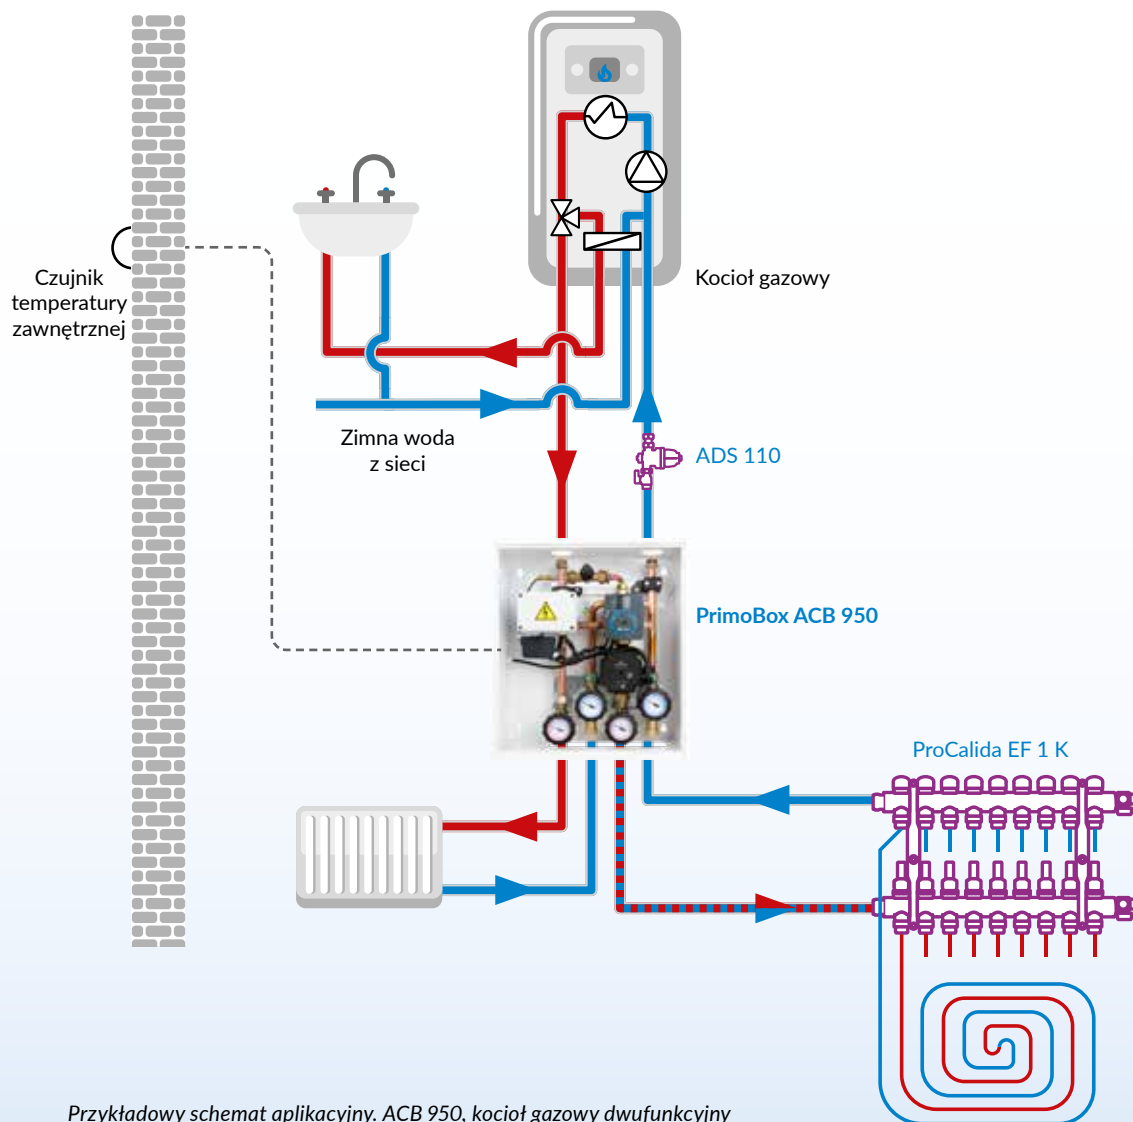 Czujnik
temperatury
zawnętrznej
Kocioł gazowy
Zimna woda
z sieci
ADS 110
PrimoBox ACB 950
ProCalida EF 1 K
Przykładowy schemat aplikacyjny. ACB 950, kocioł gazowy dwufunkcyjny